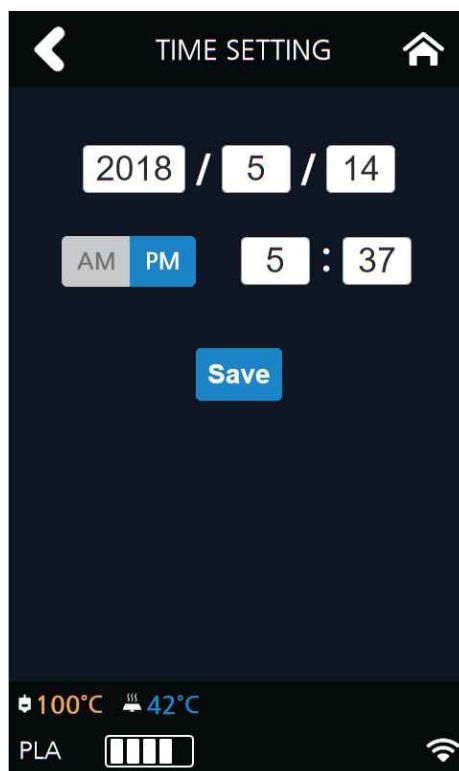 TIME SETTING
2018 / 5 / 14
AM PM 5 : 37
Save
100°C 42°C
PLA